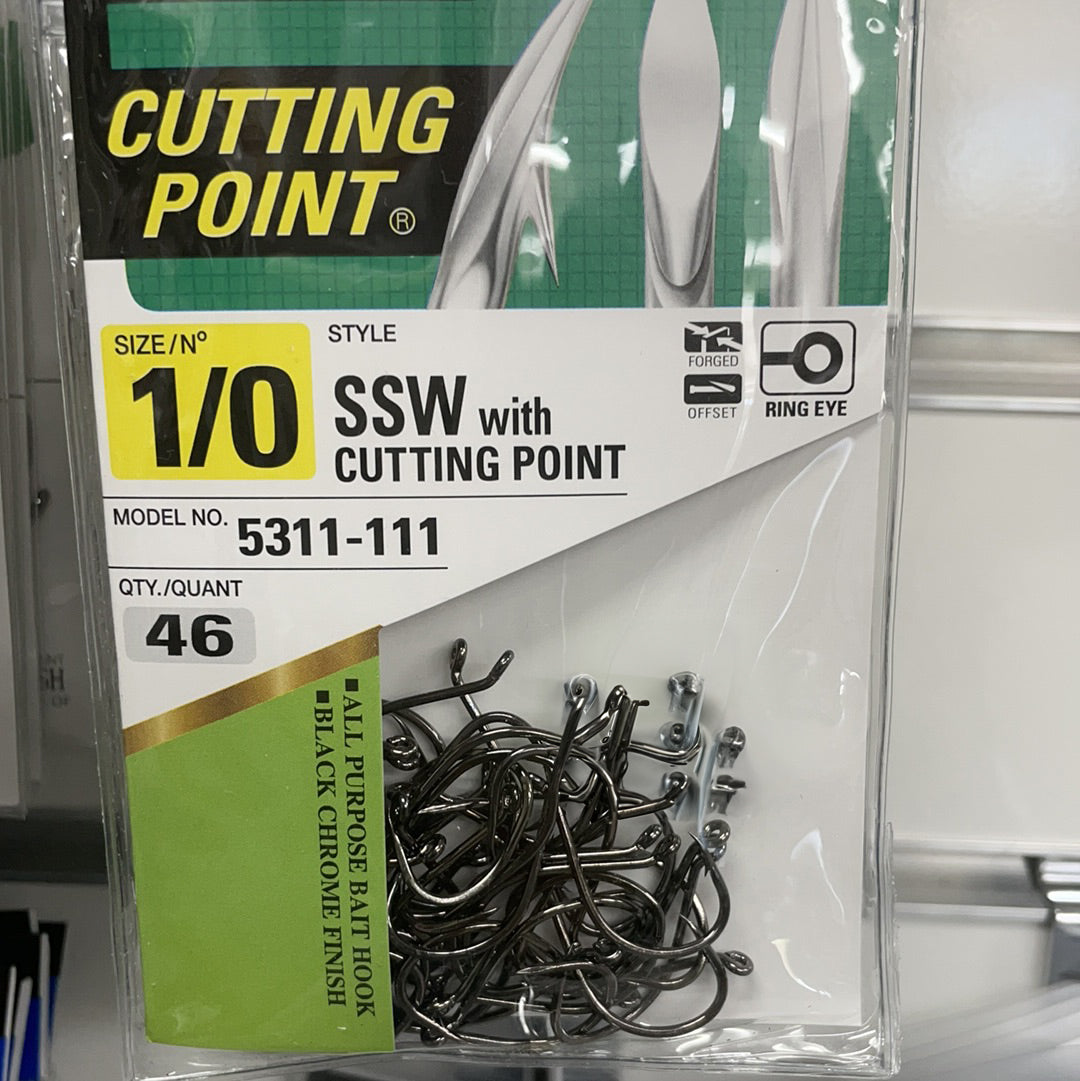 CUTTING
POINT®
SIZE/Nº
1/0
STYLE
SSW with
CUTTING POINT
FORGED
OFFSET
RING EYE
MODEL NO. 5311-111
QTY./QUANT
46
■ALL PURPOSE BAIT HOOK
■BLACK CHROME FINISH